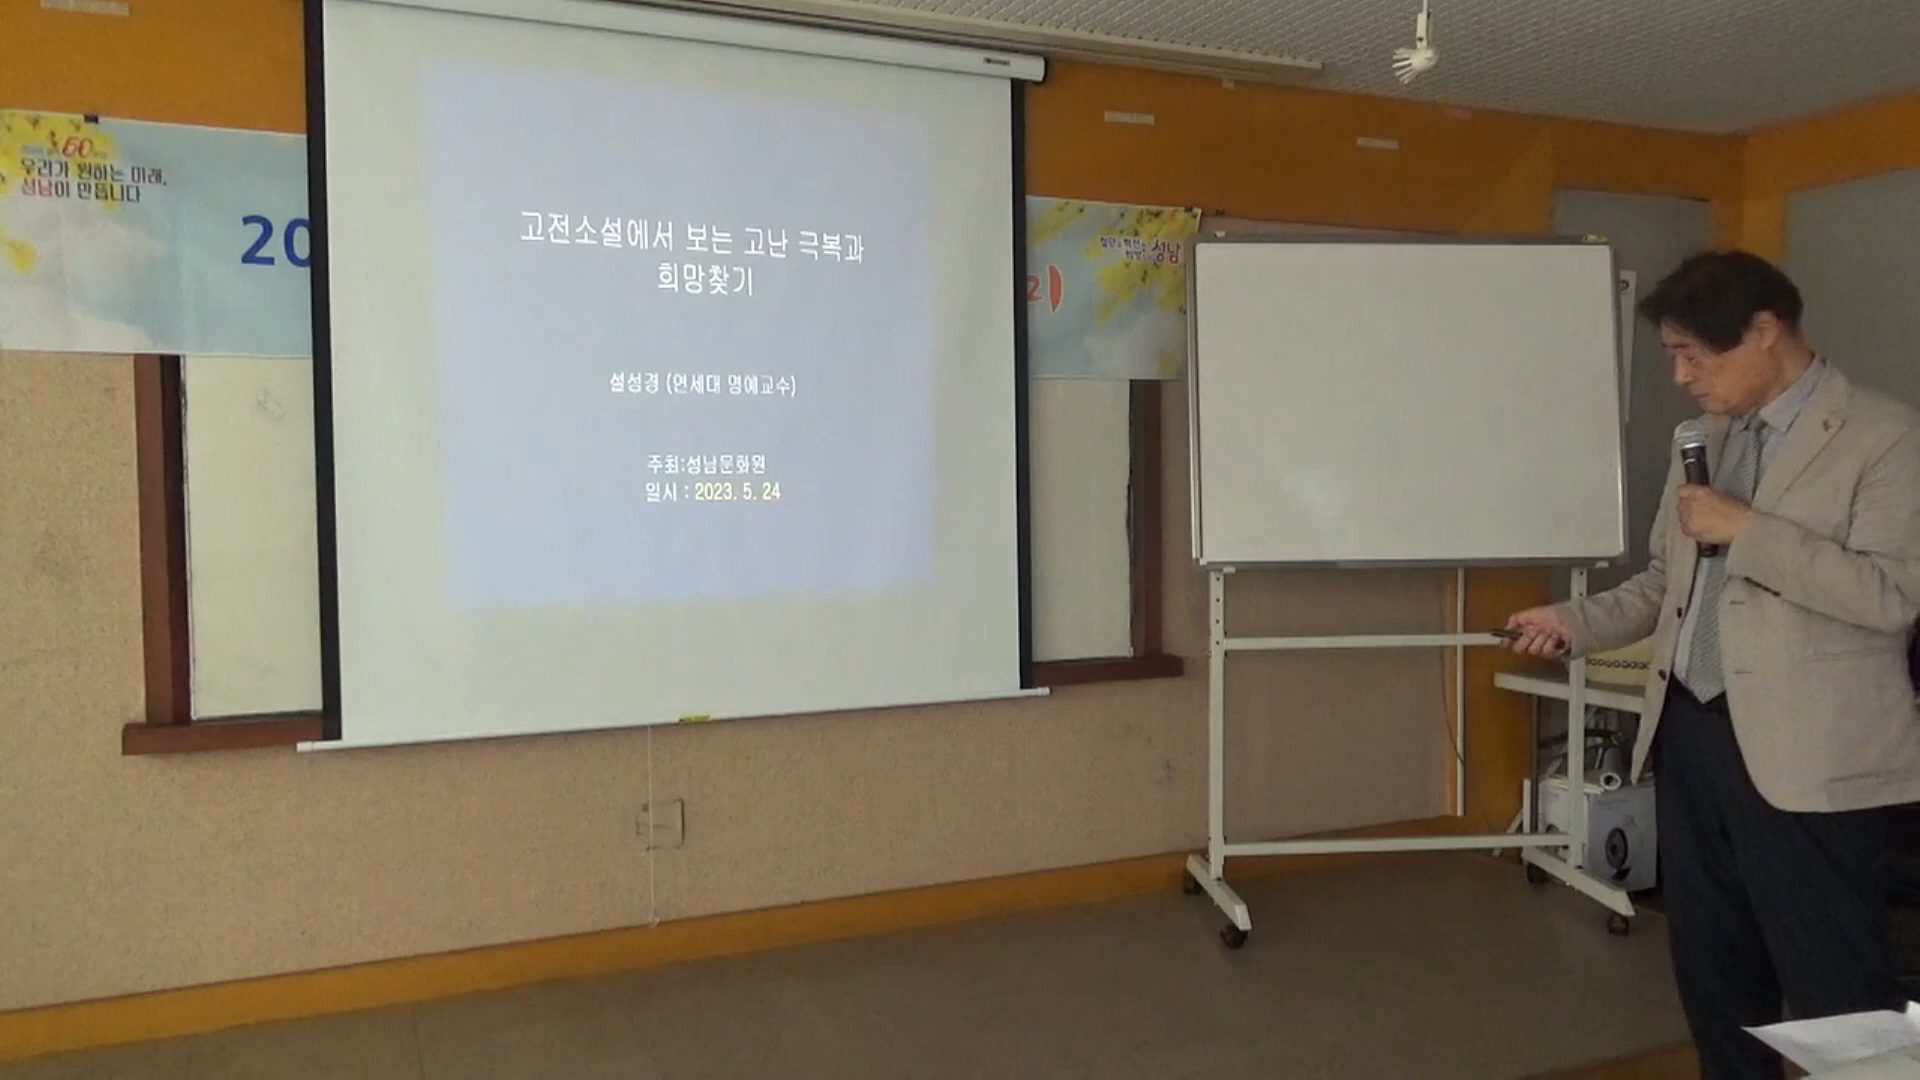 60
우리가 원하는 미래,
성남이 만듭니다
20
고전소설에서 보는 고난 극복과
희망찾기
설성경 (연세대 명예교수)
주최:성남문화원
일시 : 2023. 5. 24
성남